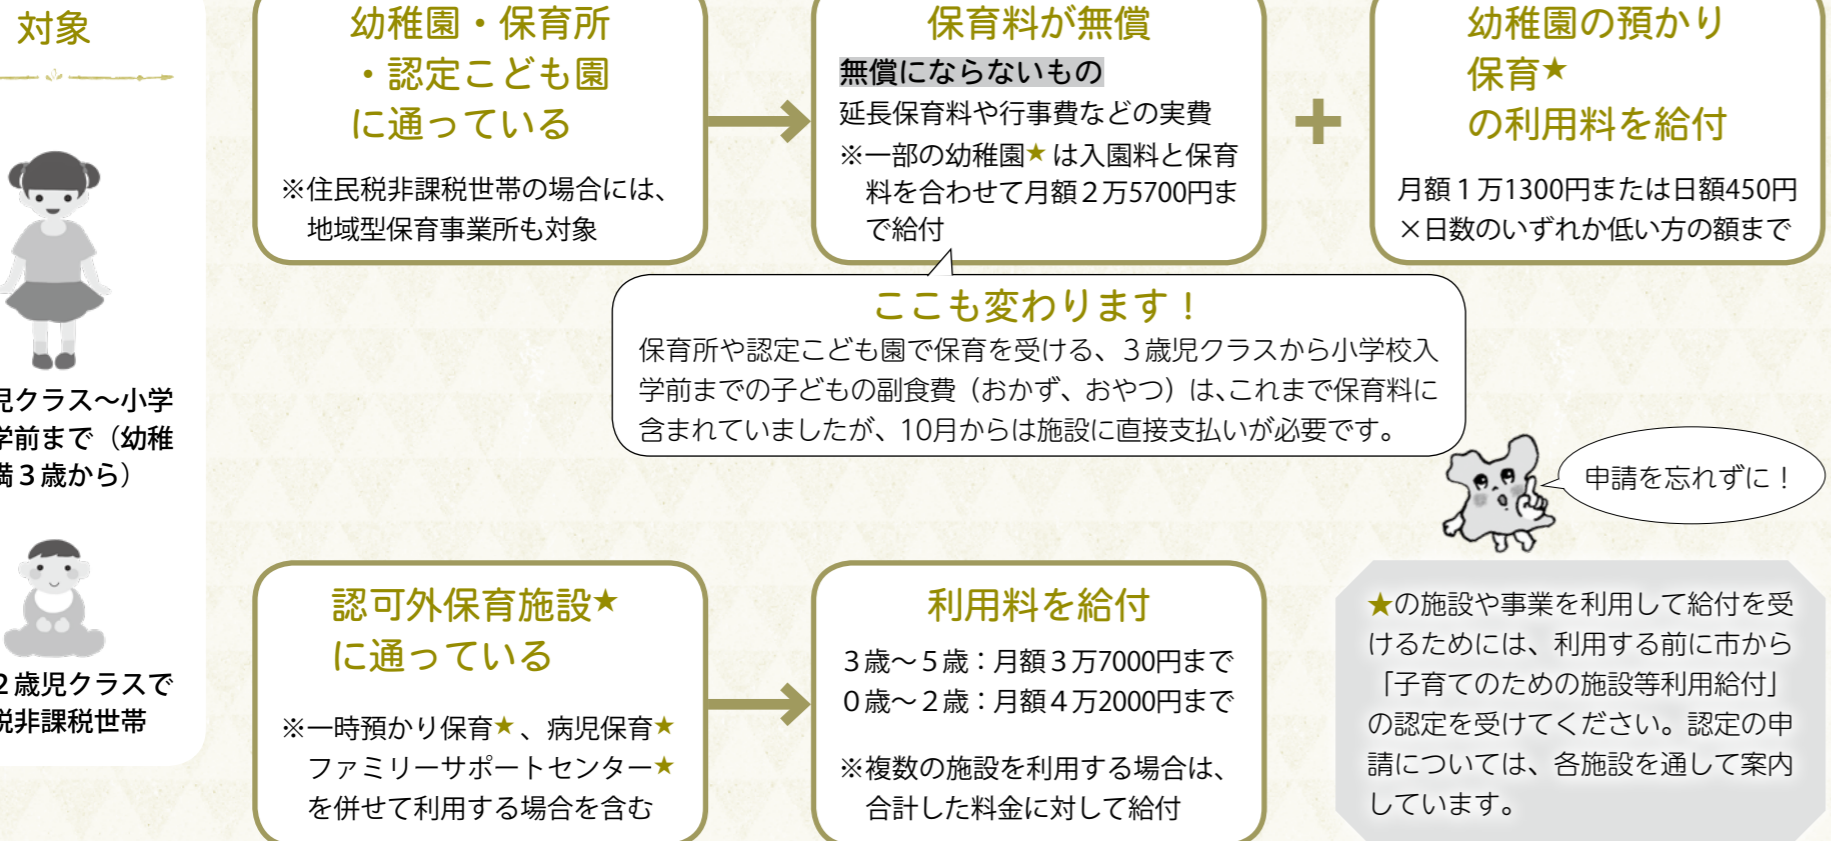 対象
児クラス～小学
学前まで（幼稚
満３歳から）
２歳児クラスで
税非課税世帯
幼稚園・保育所
・認定こども園
に通っている
※住民税非課税世帯の場合には、
地域型保育事業所も対象
保育料が無償
無償にならないもの
延長保育料や行事費などの実費
※一部の幼稚園★は入園料と保育
料を合わせて月額２万5700円ま
で給付
+
幼稚園の預かり
保育★
の利用料を給付
月額１万1300円または日額450円
×日数のいずれか低い方の額まで
ここも変わります！
保育所や認定こども園で保育を受ける、３歳児クラスから小学校入
学前までの子どもの副食費（おかず、おやつ）は、これまで保育料に
含まれていましたが、10月からは施設に直接支払いが必要です。
申請を忘れずに！
認可外保育施設★
に通っている
※一時預かり保育★、病児保育★
ファミリーサポートセンター★
を併せて利用する場合を含む
利用料を給付
３歳～５歳：月額３万7000円まで
０歳～２歳：月額４万2000円まで
※複数の施設を利用する場合は、
合計した料金に対して給付
★の施設や事業を利用して給付を受
けるためには、利用する前に市から
「子育てのための施設等利用給付」
の認定を受けてください。認定の申
請については、各施設を通して案内
しています。